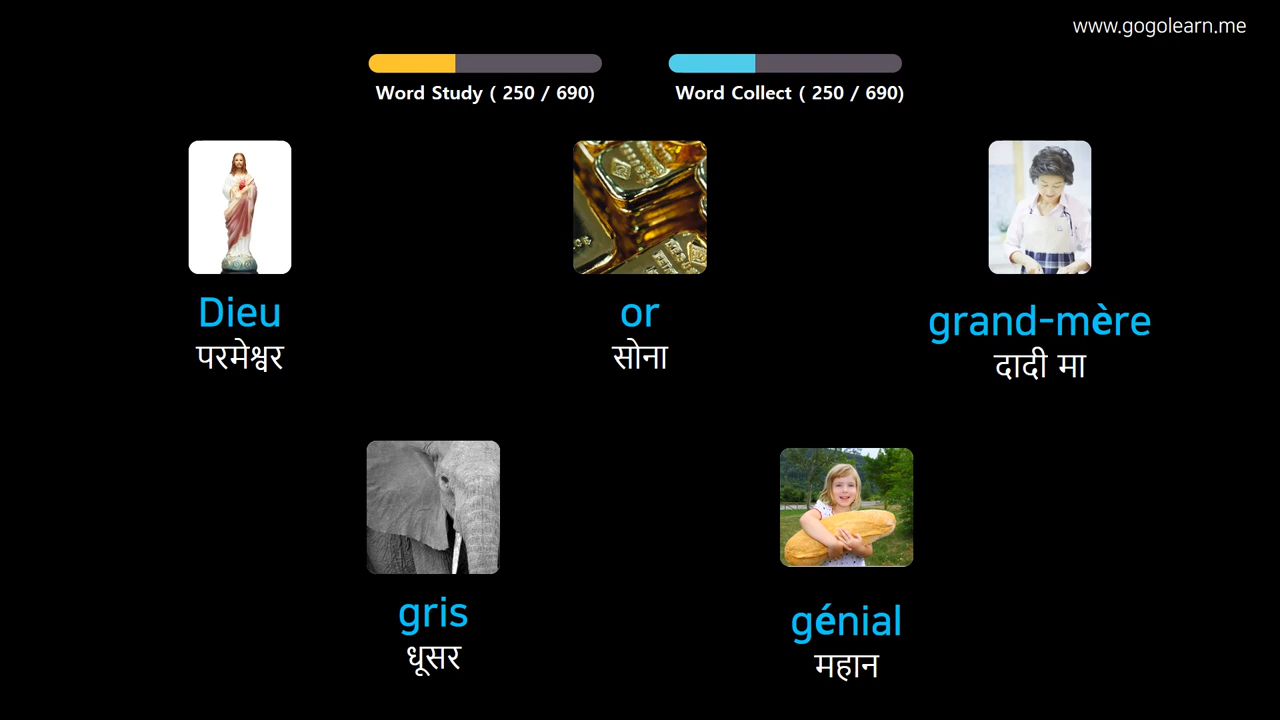 www.gogolearn.me
Word Study ( 250 / 690)
Word Collect ( 250 / 690)
Dieu
परमेश्वर
or
सोना
grand-mère
दादी मा
gris
धूसर
génial
महान